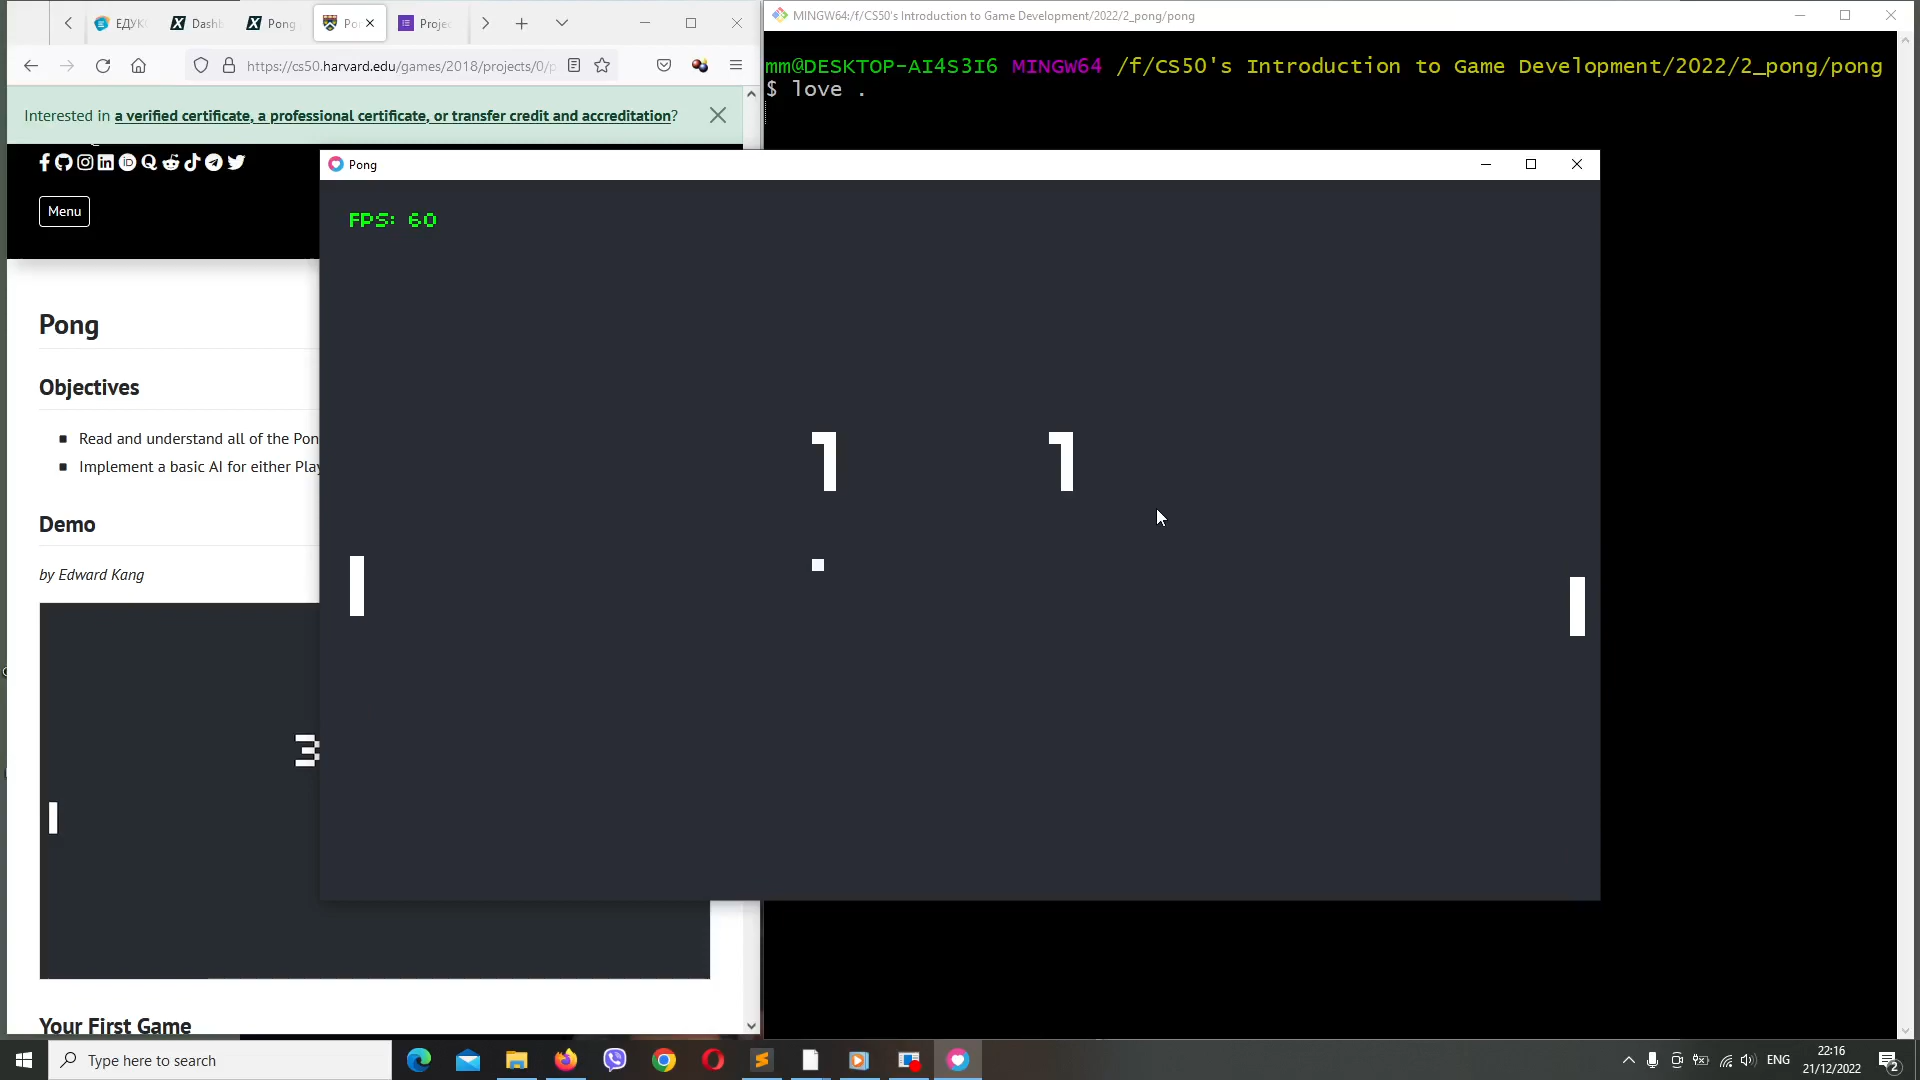 ЕДУК
Dashb
Pong
Po
Projec
https://cs50.harvard.edu/games/2018/projects/0/p
Interested in a verified certificate, a professional certificate, or transfer credit and accreditation?
Menu
Pong
Objectives
Read and understand all of the Pon
Implement a basic AI for either Play
Demo
by Edward Kang
3
Your First Game
MINGW64:/f/CS50's Introduction to Game Development/2022/2_pong/pong
mm@DESKTOP-AI4S3I6 MINGW64 /f/CS50's Introduction to Game Development/2022/2_pong/pong
$ love .
Pong
FPS: 60
1 1
Type here to search
ENG
22:16
21/12/2022
2